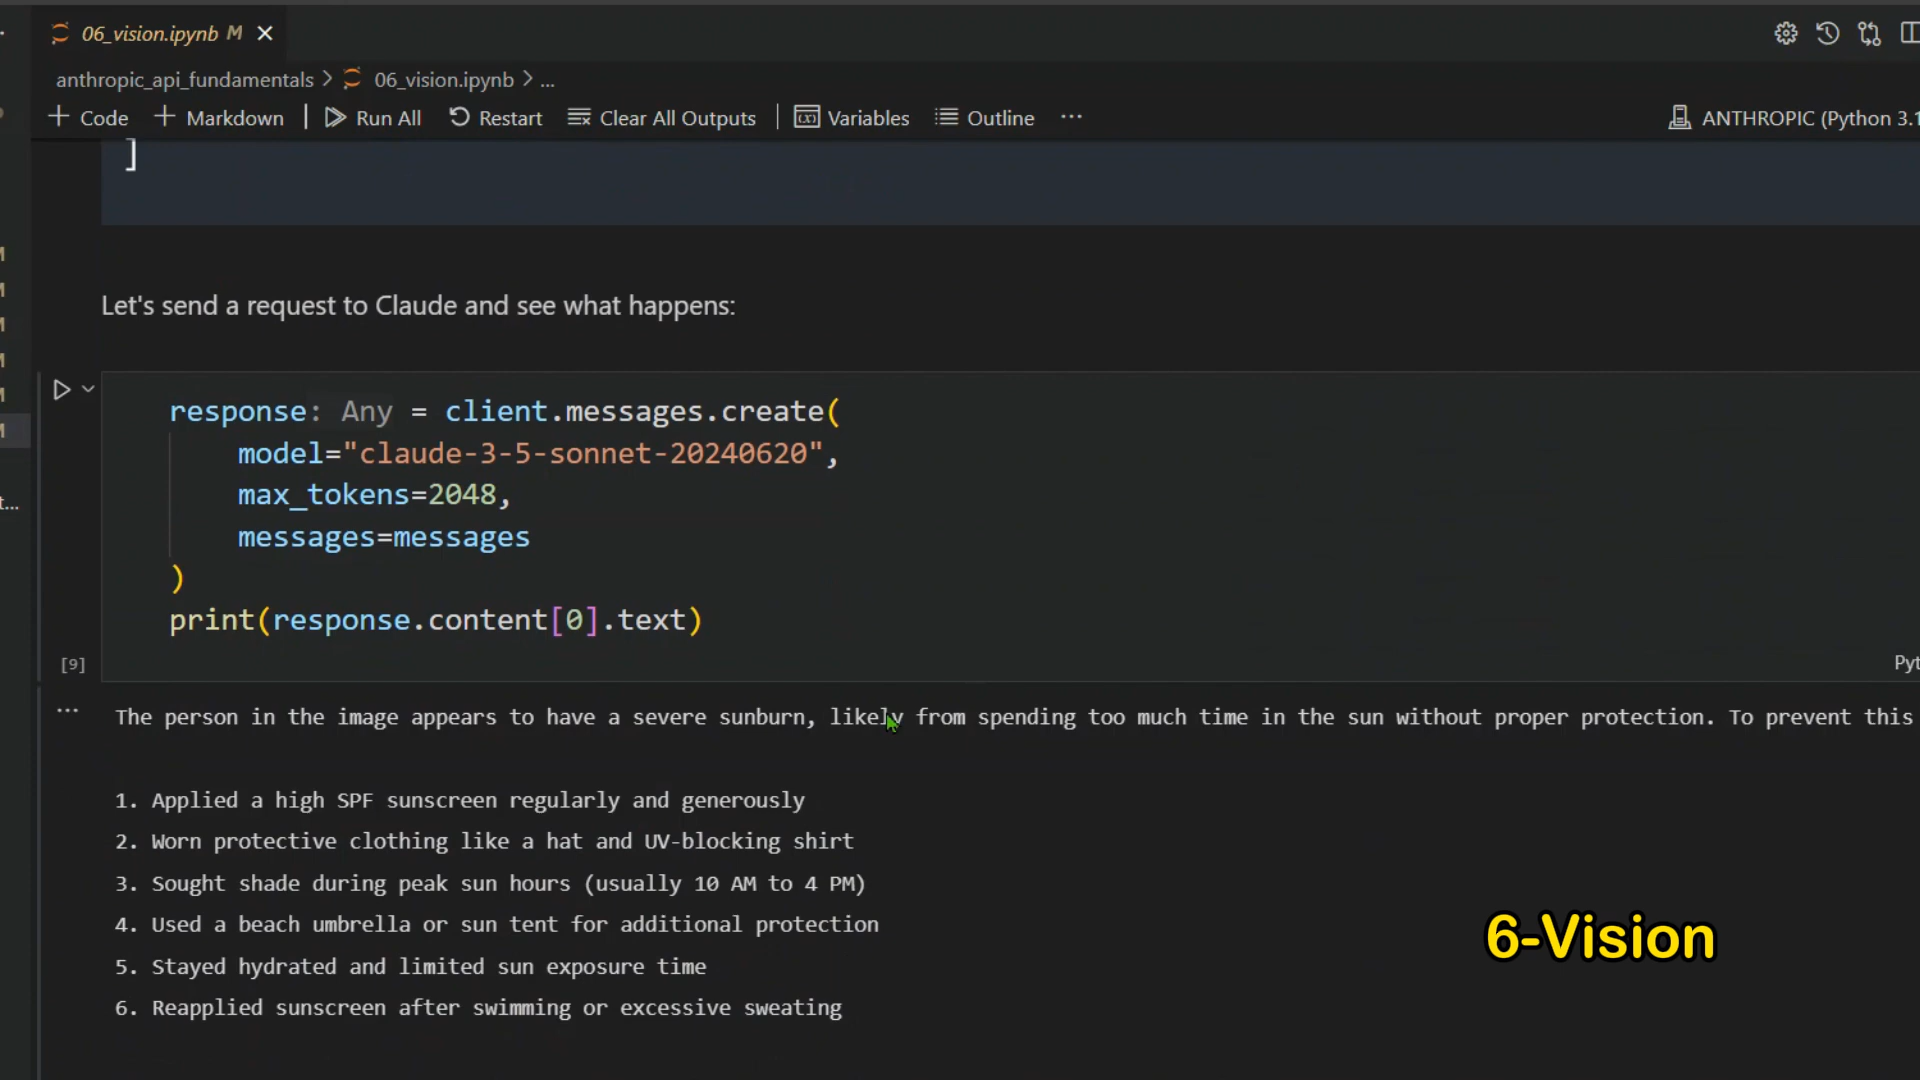 06_vision.ipynb M
anthropic_api_fundamentals > 06_vision.ipynb > ...
+ Code + Markdown | Run All Restart Clear All Outputs | Variables Outline ...
ANTHROPIC (Python 3.1
]
Let's send a request to Claude and see what happens:
response: Any = client.messages.create(
model="claude-3-5-sonnet-20240620",
max_tokens=2048,
messages=messages
)
print(response.content[0].text)
[9]
Pyt
The person in the image appears to have a severe sunburn, likely from spending too much time in the sun without proper protection. To prevent this
1. Applied a high SPF sunscreen regularly and generously
2. Worn protective clothing like a hat and UV-blocking shirt
3. Sought shade during peak sun hours (usually 10 AM to 4 PM)
4. Used a beach umbrella or sun tent for additional protection
5. Stayed hydrated and limited sun exposure time
6. Reapplied sunscreen after swimming or excessive sweating
6-Vision